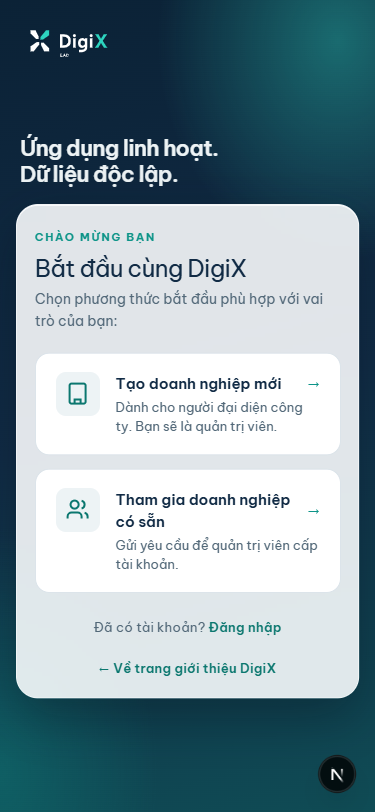 DigiX
LAO
Ứng dụng linh hoạt.
Dữ liệu độc lập.
CHÀO MỪNG BẠN
Bắt đầu cùng DigiX
Chọn phương thức bắt đầu phù hợp với vai
trò của bạn:
Tạo doanh nghiệp mới →
Dành cho người đại diện công
ty. Bạn sẽ là quản trị viên.
Tham gia doanh nghiệp
có sẵn →
Gửi yêu cầu để quản trị viên cấp
tài khoản.
Đã có tài khoản? Đăng nhập
← Về trang giới thiệu DigiX
N